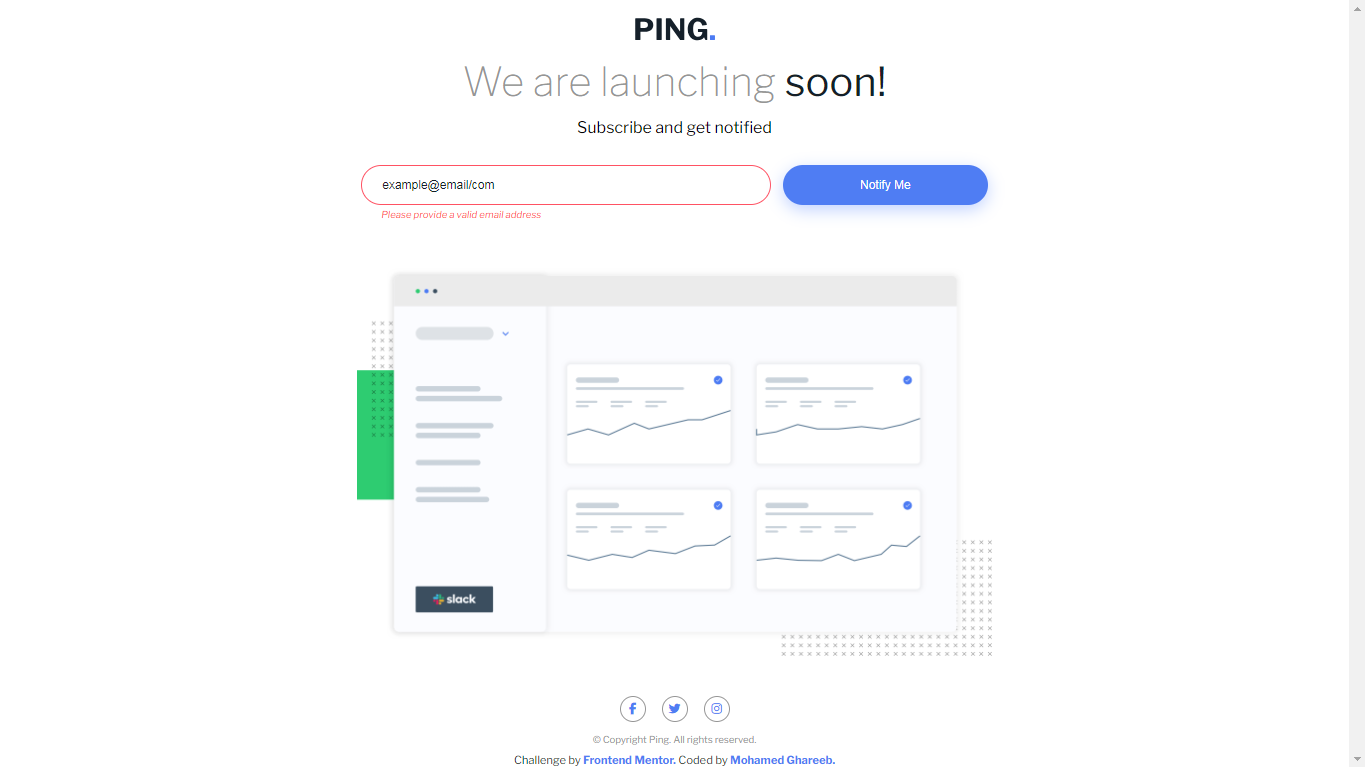 PING.
We are launching soon!
Subscribe and get notified
example@email/com
Notify Me
Please provide a valid email address
slack
© Copyright Ping. All rights reserved.
Challenge by Frontend Mentor. Coded by Mohamed Ghareeb.